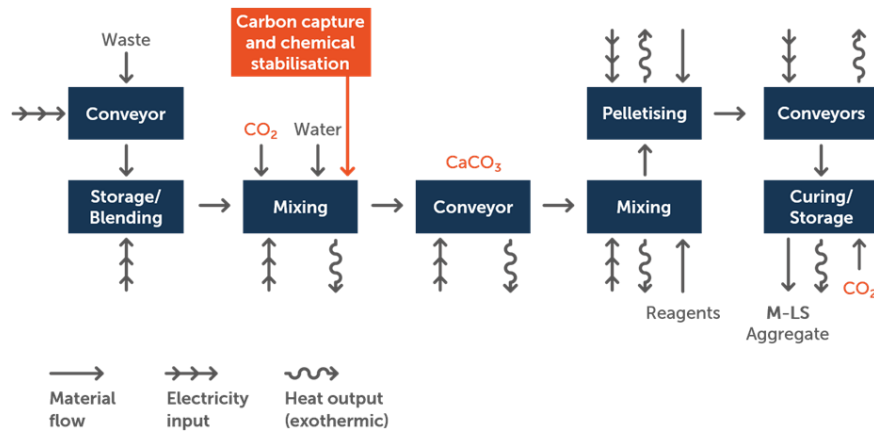 Carbon capture
and chemical
stabilisation
Waste
Conveyor
Pelletising
Conveyors
CO₂
Water
CaCO₃
Storage/
Blending
Mixing
Conveyor
Mixing
Curing/
Storage
Reagents
M-LS
Aggregate
CO₂
Material
flow
Electricity
input
Heat output
(exothermic)